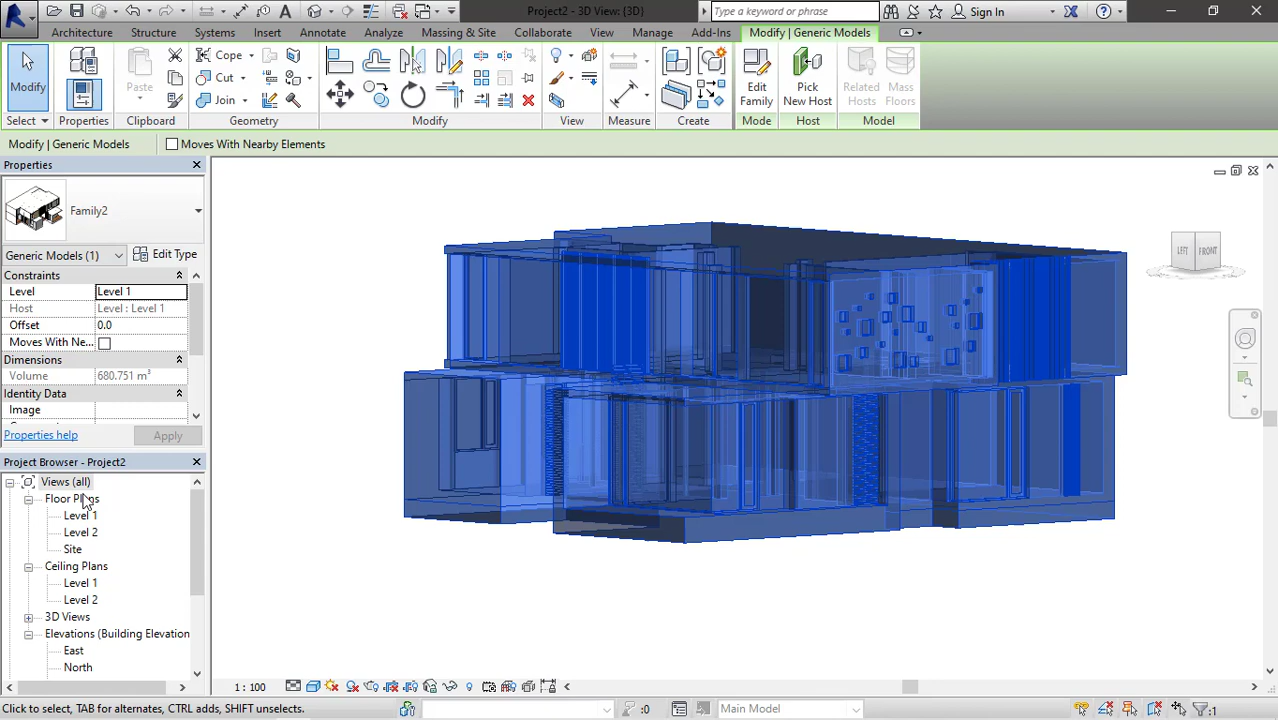 Project2 - 3D View: {3D}
Type a keyword or phrase
Sign In
Architecture Structure Systems Insert Annotate Analyze Massing & Site Collaborate View Manage Add-Ins Modify | Generic Models
Modify
Cope
Cut
Join
Paste
Edit
Family
Pick
New Host
Related
Hosts
Mass
Floors
Select Properties Clipboard Geometry Modify View Measure Create Mode Host Model
Modify | Generic Models
Moves With Nearby Elements
Properties
Family2
Generic Models (1)
Edit Type
Constraints
Level Level 1
Host Level : Level 1
Offset 0.0
Moves With Ne...
Dimensions
Volume 680.751 m³
Identity Data
Image
Properties help
Apply
Project Browser - Project2
Views (all)
Floor Plans
Level 1
Level 2
Site
Ceiling Plans
Level 1
Level 2
3D Views
Elevations (Building Elevation
East
North
LEFT
FRONT
1 : 100
Click to select, TAB for alternates, CTRL adds, SHIFT unselects.
:0
Main Model
:1